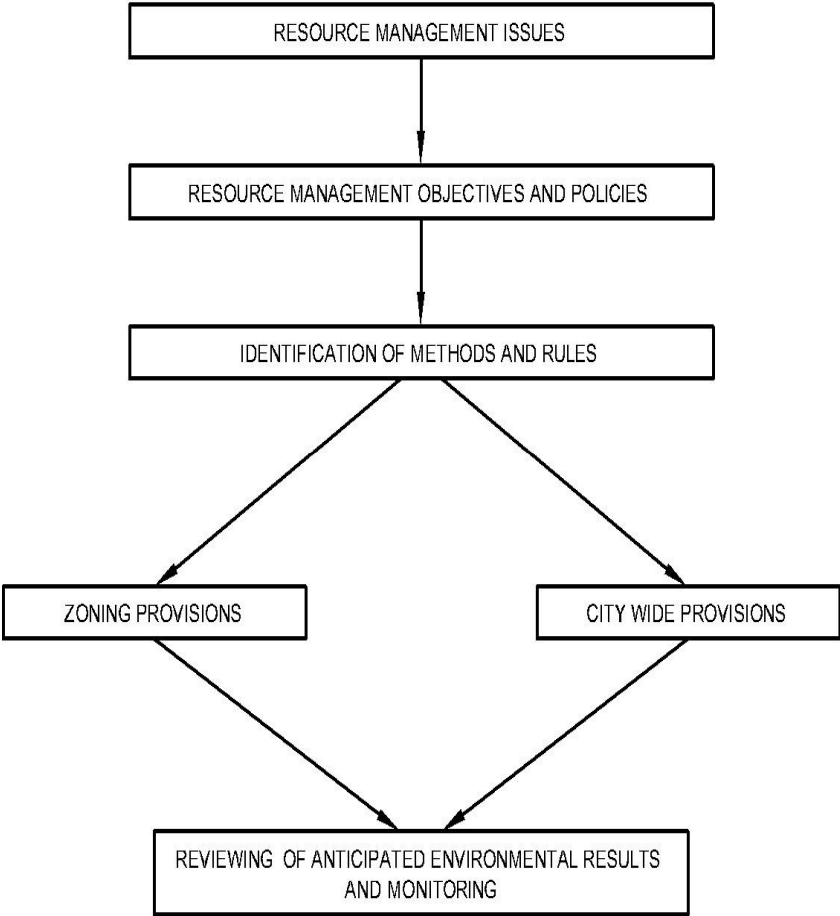 RESOURCE MANAGEMENT ISSUES
RESOURCE MANAGEMENT OBJECTIVES AND POLICIES
IDENTIFICATION OF METHODS AND RULES
ZONING PROVISIONS
CITY WIDE PROVISIONS
REVIEWING OF ANTICIPATED ENVIRONMENTAL RESULTS
AND MONITORING